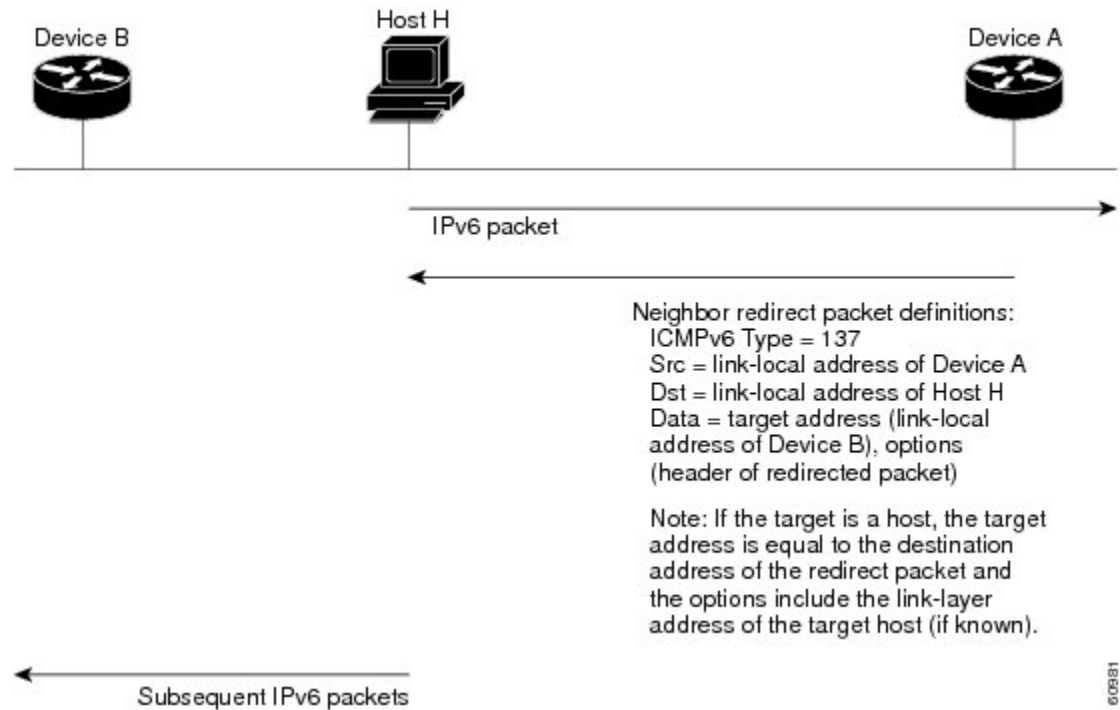 Device B
Host H
Device A
IPv6 packet
Neighbor redirect packet definitions:
ICMPv6 Type = 137
Src = link-local address of Device A
Dst = link-local address of Host H
Data = target address (link-local
address of Device B), options
(header of redirected packet)
Note: If the target is a host, the target
address is equal to the destination
address of the redirect packet and
the options include the link-layer
address of the target host (if known).
Subsequent IPv6 packets
60981